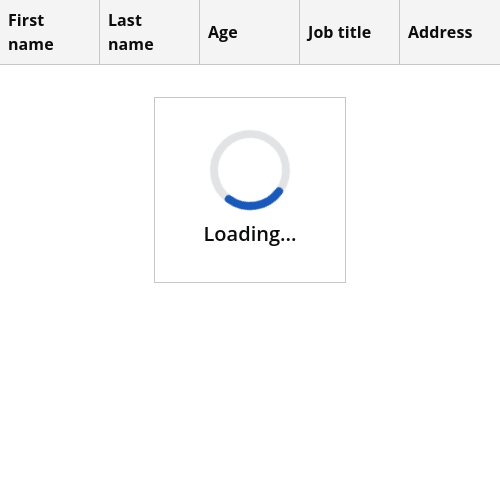 First
name
Last
name
Age
Job title
Address
Loading...